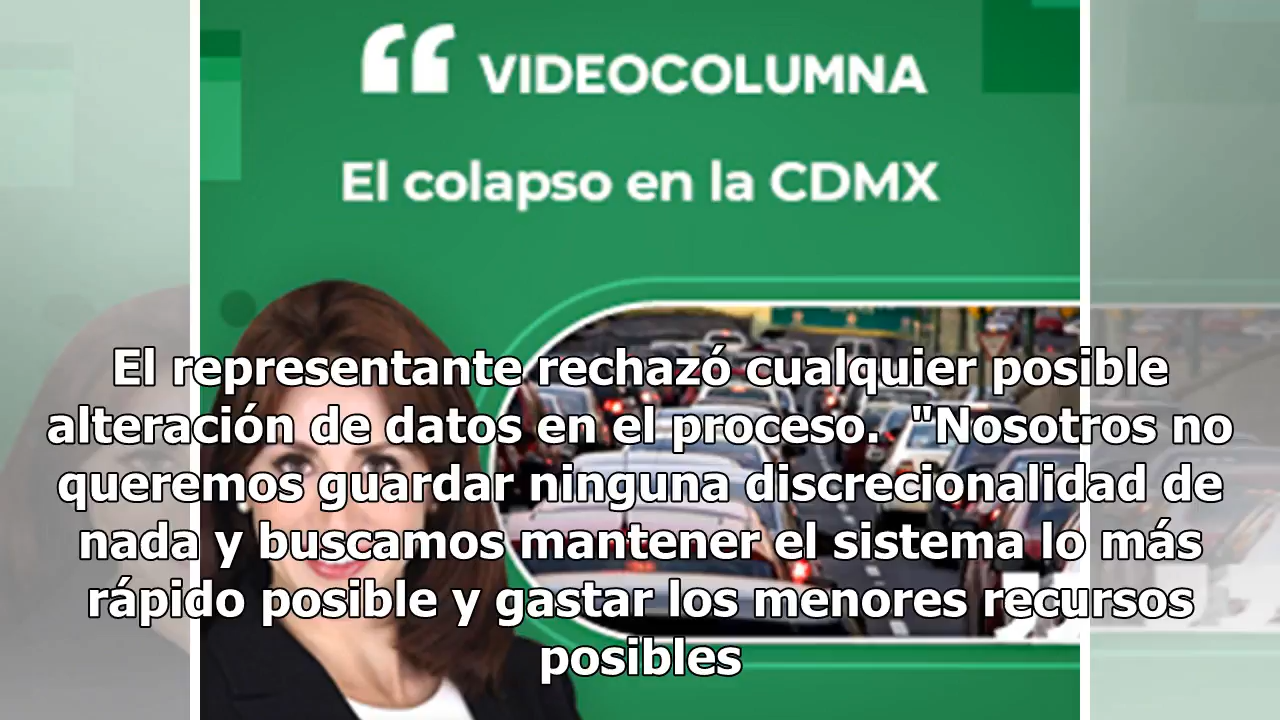 “ VIDEOCOLUMNA
El colapso en la CDMX
El representante rechazó cualquier posible
alteración de datos en el proceso. "Nosotros no
queremos guardar ninguna discrecionalidad de
nada y buscamos mantener el sistema lo más
rápido posible y gastar los menores recursos
posibles